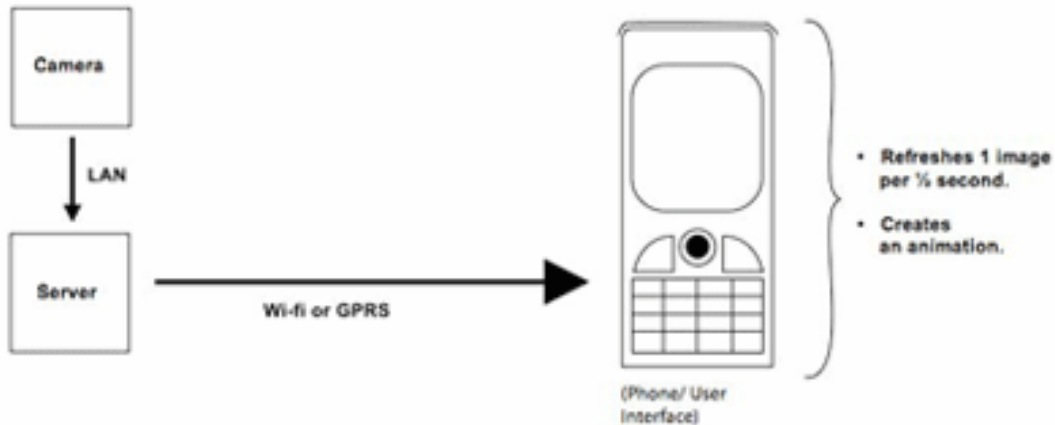 Camera
LAN
Server
Wi-fi or GPRS
(Phone/ User
Interface)
• Refreshes 1 image
per ½ second.
• Creates
an animation.